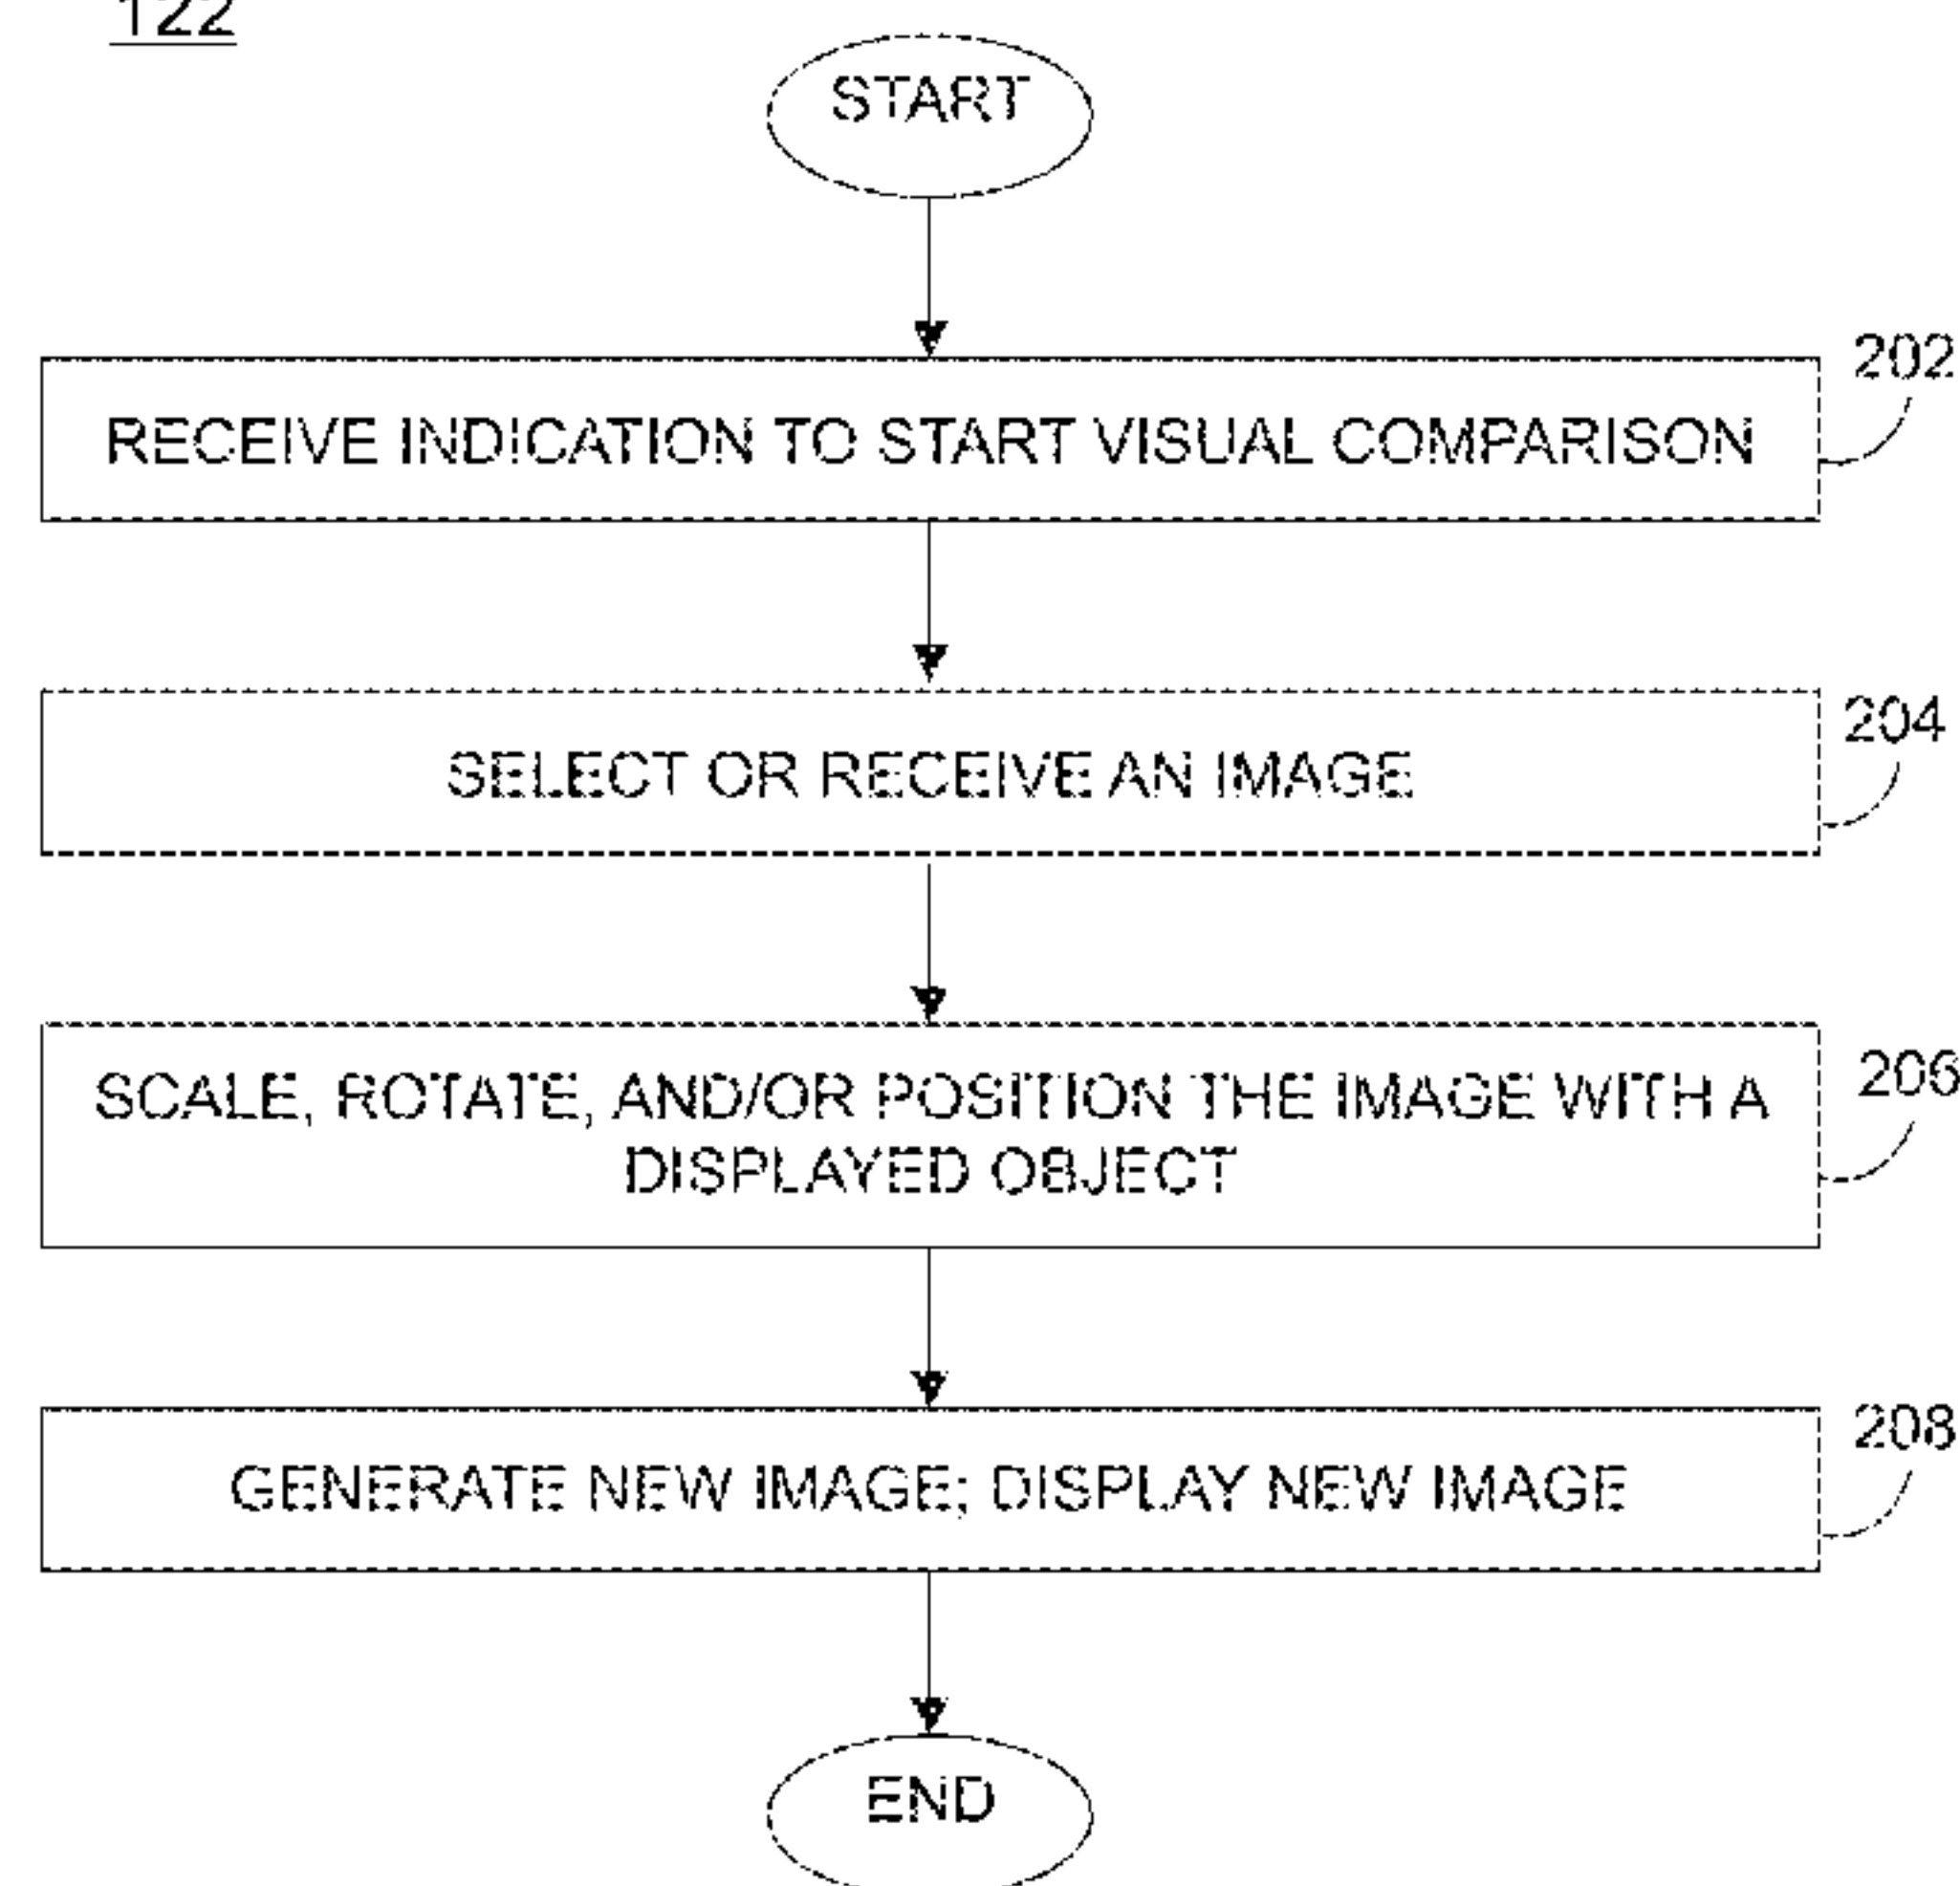 122
START
202
RECEIVE INDICATION TO START VISUAL COMPARISON
204
SELECT OR RECEIVE AN IMAGE
206
SCALE, ROTATE, AND/OR POSITION THE IMAGE WITH A
DISPLAYED OBJECT
208
GENERATE NEW IMAGE; DISPLAY NEW IMAGE
END